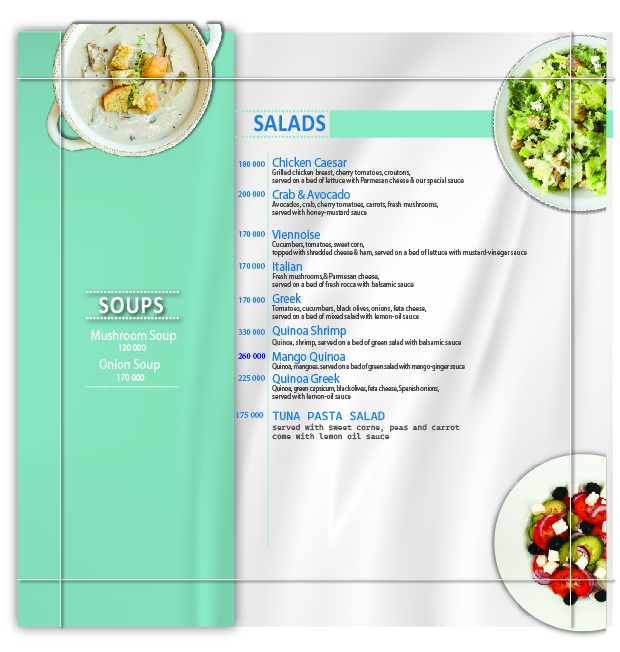 SALADS
180 000 Chicken Caesar
Grilled chicken breast, cherry tomatoes, croutons,
served on a bed of lettuce with Parmesan cheese & our special sauce
200 000 Crab & Avocado
Avocados, crab, cherry tomatoes, carrots, fresh mushrooms,
served with honey-mustard sauce
170 000 Viennoise
Cucumbers, tomatoes, sweet corn,
topped with shredded cheese & ham, served on a bed of lettuce with mustard-vinegar sauce
170 000 Italian
Fresh mushrooms & Parmesan cheese,
served on a bed of fresh rocca with balsamic sauce
170 000 Greek
Tomatoes, cucumbers, black olives, onions, feta cheese,
served on a bed of mixed salad with lemon-oil sauce
330 000 Quinoa Shrimp
Quinoe, shrimp, served on a bed of green salad with balsamic sauce
260 000 Mango Quinoa
Quinoa, mangoes. served on a bed of green salad with mango-ginger sauce
225 000 Quinoa Greek
Quinoa, green capsicum, black olives, feta cheese, Spanish onions,
served with lemon-oil sauce
175 000 TUNA PASTA SALAD
served with sweet corne, peas and carrot
come with lemon oil sauce
SOUPS
Mushroom Soup
120 000
Onion Soup
170 000